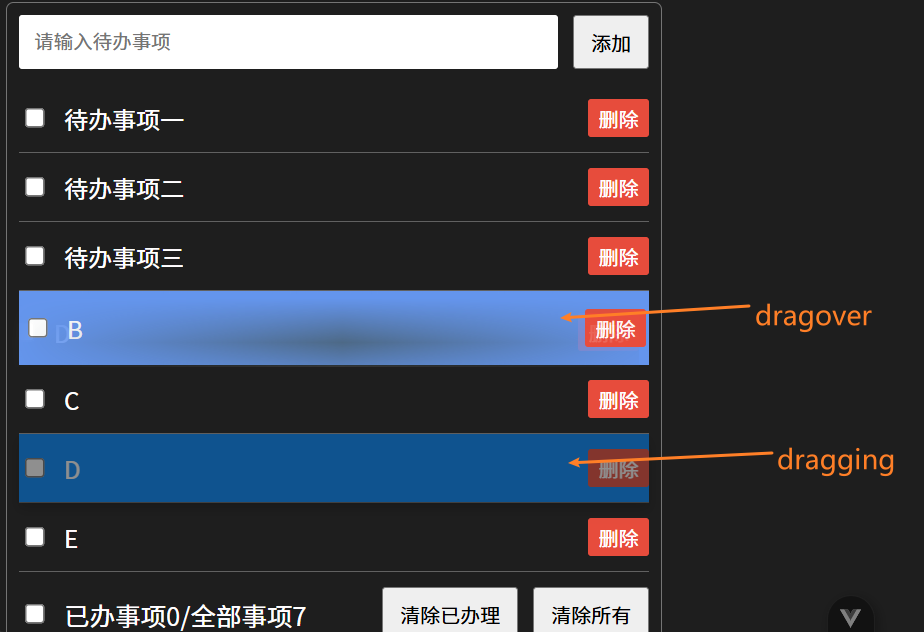 请输入待办事项 添加
待办事项一 删除
待办事项二 删除
待办事项三 删除
dragover
B 删除
D
C 删除
dragging
D 删除
E 删除
已办事项0/全部事项7 清除已办理 清除所有